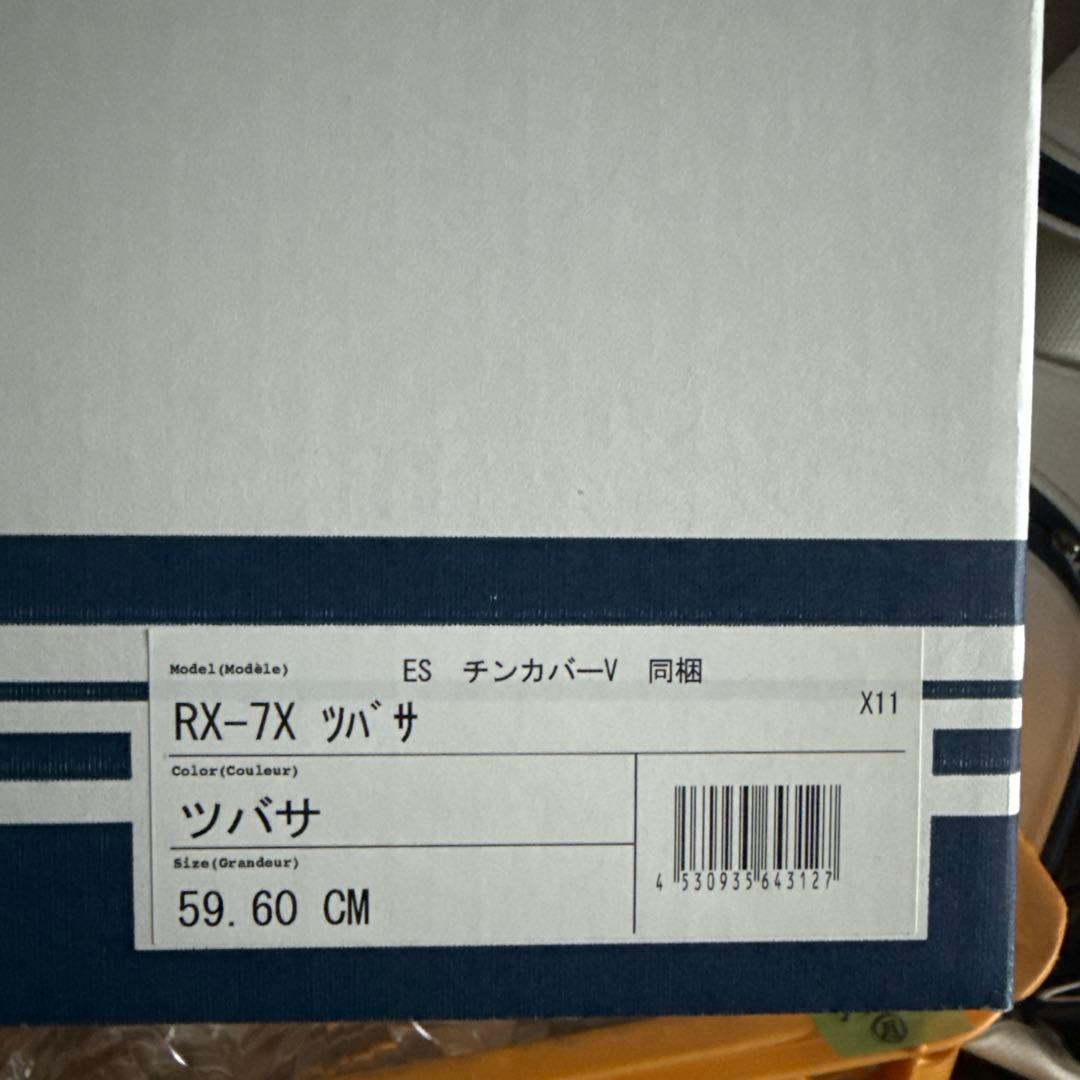 Model(Modèle) ES チンカバーV 同梱
RX-7X ツバサ X11
Color(Couleur)
ツバサ
Size(Grandeur)
59.60 CM
4 530935 643127